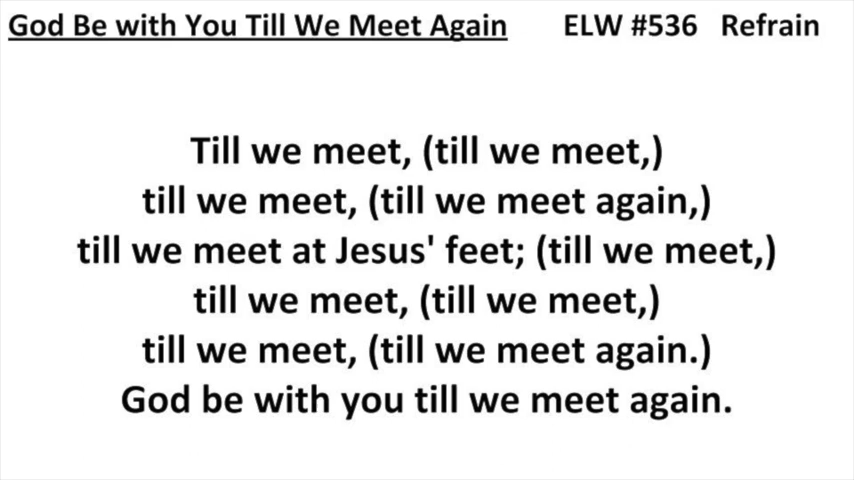 God Be with You Till We Meet Again ELW #536 Refrain
Till we meet, (till we meet,)
till we meet, (till we meet again,)
till we meet at Jesus' feet; (till we meet,)
till we meet, (till we meet,)
till we meet, (till we meet again.)
God be with you till we meet again.